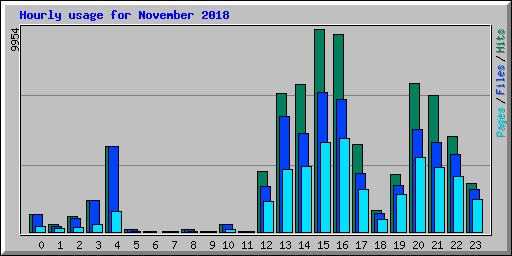 Hourly usage for November 2018
9954
Pages / Files / Hits
0 1 2 3 4 5 6 7 8 9 10 11 12 13 14 15 16 17 18 19 20 21 22 23